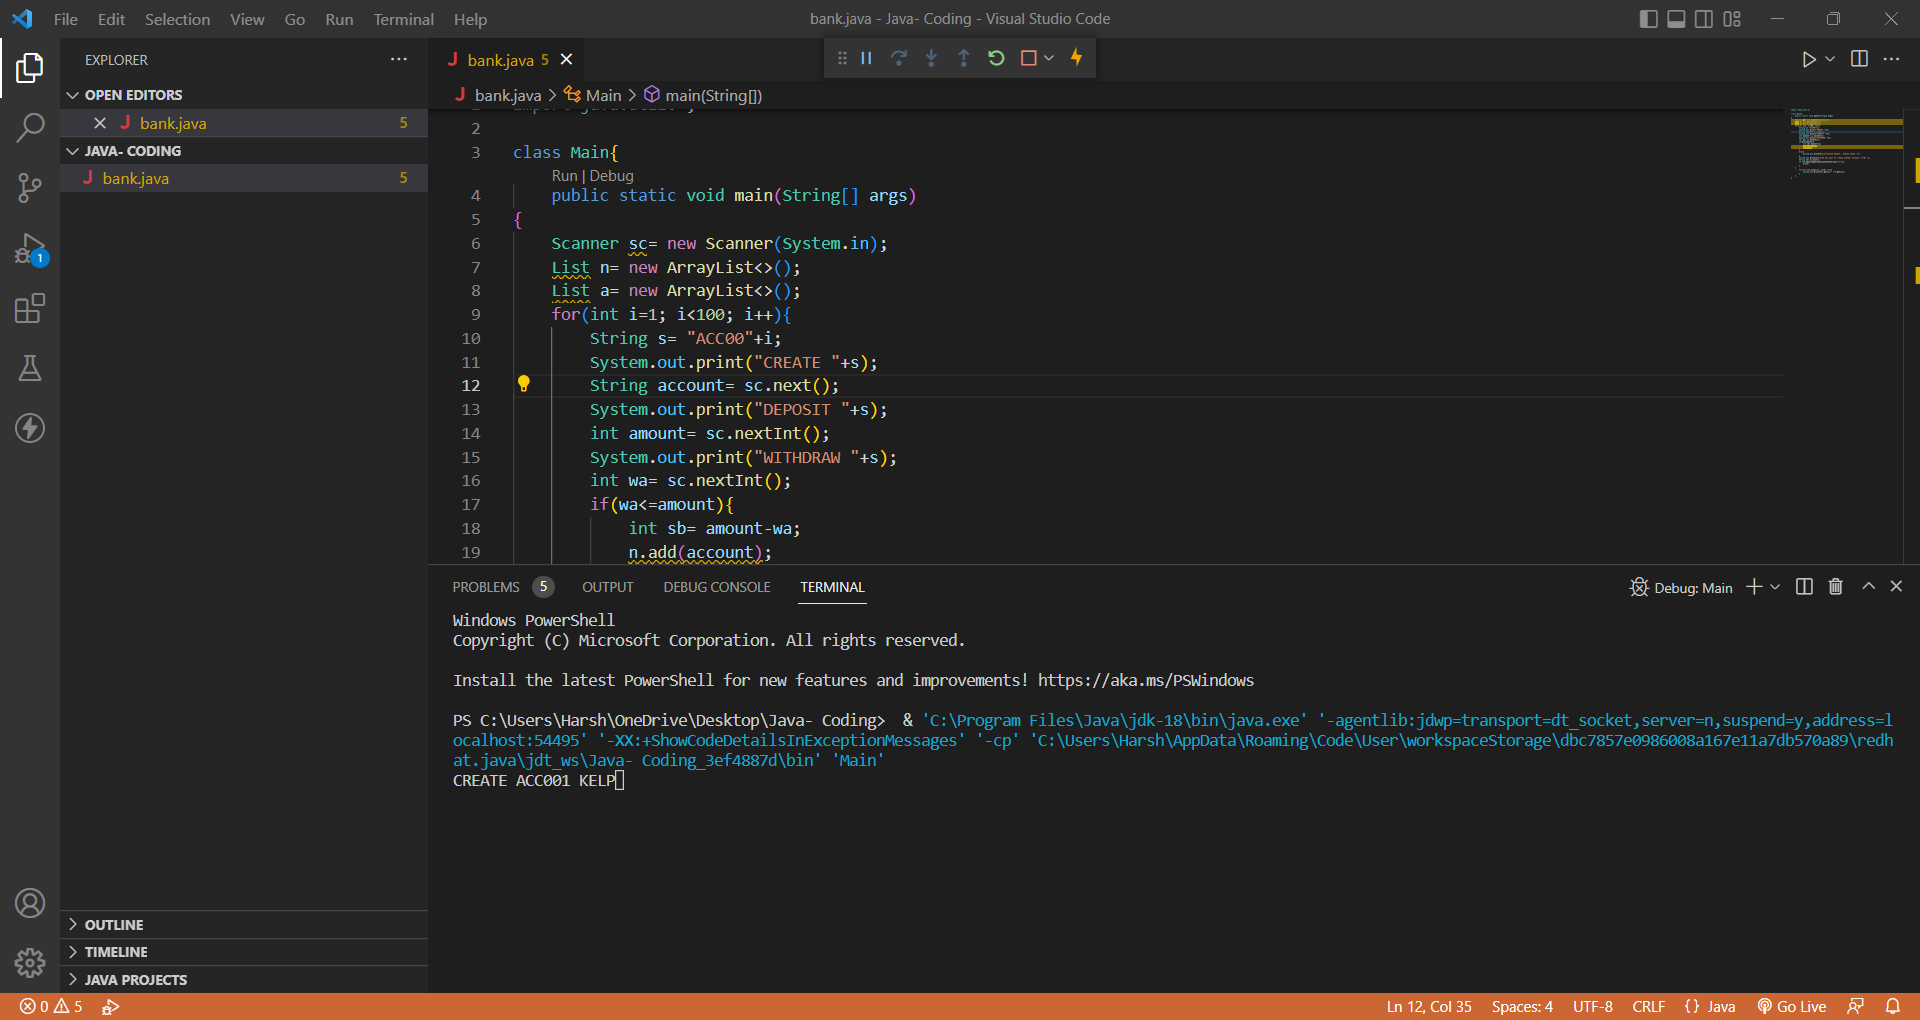 File Edit Selection View Go Run Terminal Help
bank.java - Java- Coding - Visual Studio Code
EXPLORER
OPEN EDITORS
bank.java 5
JAVA- CODING
bank.java 5
OUTLINE
TIMELINE
JAVA PROJECTS
1
bank.java 5
bank.java > Main > main(String[])
2
3 class Main{
Run | Debug
4 public static void main(String[] args)
5 {
6 Scanner sc= new Scanner(System.in);
7 List n= new ArrayList<>();
8 List a= new ArrayList<>();
9 for(int i=1; i<100; i++){
10 String s= "ACC00"+i;
11 System.out.print("CREATE "+s);
12 String account= sc.next();
13 System.out.print("DEPOSIT "+s);
14 int amount= sc.nextInt();
15 System.out.print("WITHDRAW "+s);
16 int wa= sc.nextInt();
17 if(wa<=amount){
18 int sb= amount-wa;
19 n.add(account);
PROBLEMS 5 OUTPUT DEBUG CONSOLE TERMINAL
Debug: Main
Windows PowerShell
Copyright (C) Microsoft Corporation. All rights reserved.
Install the latest PowerShell for new features and improvements! https://aka.ms/PSWindows
PS C:\Users\Harsh\OneDrive\Desktop\Java- Coding>  & 'C:\Program Files\Java\jdk-18\bin\java.exe' '-agentlib:jdwp=transport=dt_socket,server=n,suspend=y,address=l
ocalhost:54495' '-XX:+ShowCodeDetailsInExceptionMessages' '-cp' 'C:\Users\Harsh\AppData\Roaming\Code\User\workspaceStorage\dbc7857e0986008a167e11a7db570a89\redh
at.java\jdt_ws\Java- Coding_3ef4887d\bin' 'Main'
CREATE ACC001 KELP
0 5
Ln 12, Col 35 Spaces: 4 UTF-8 CRLF {} Java Go Live